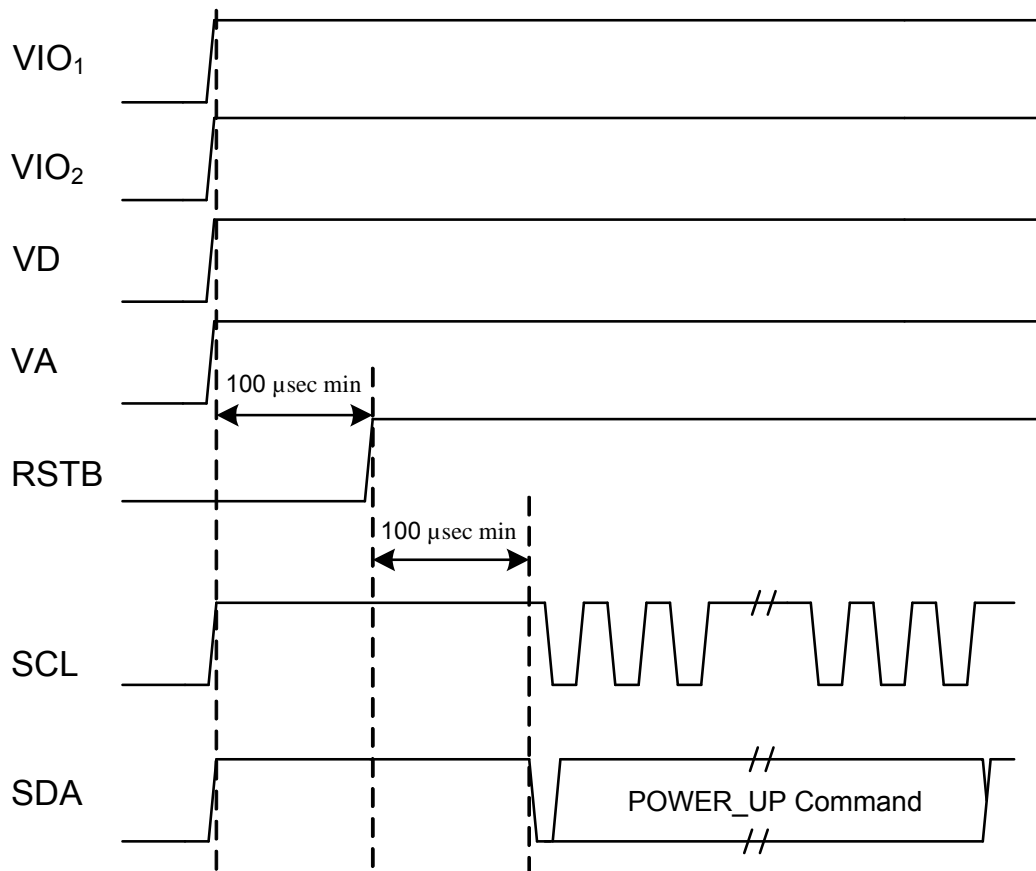 VIO₁
VIO₂
VD
VA
100 µsec min
RSTB
100 µsec min
SCL
SDA
POWER_UP Command